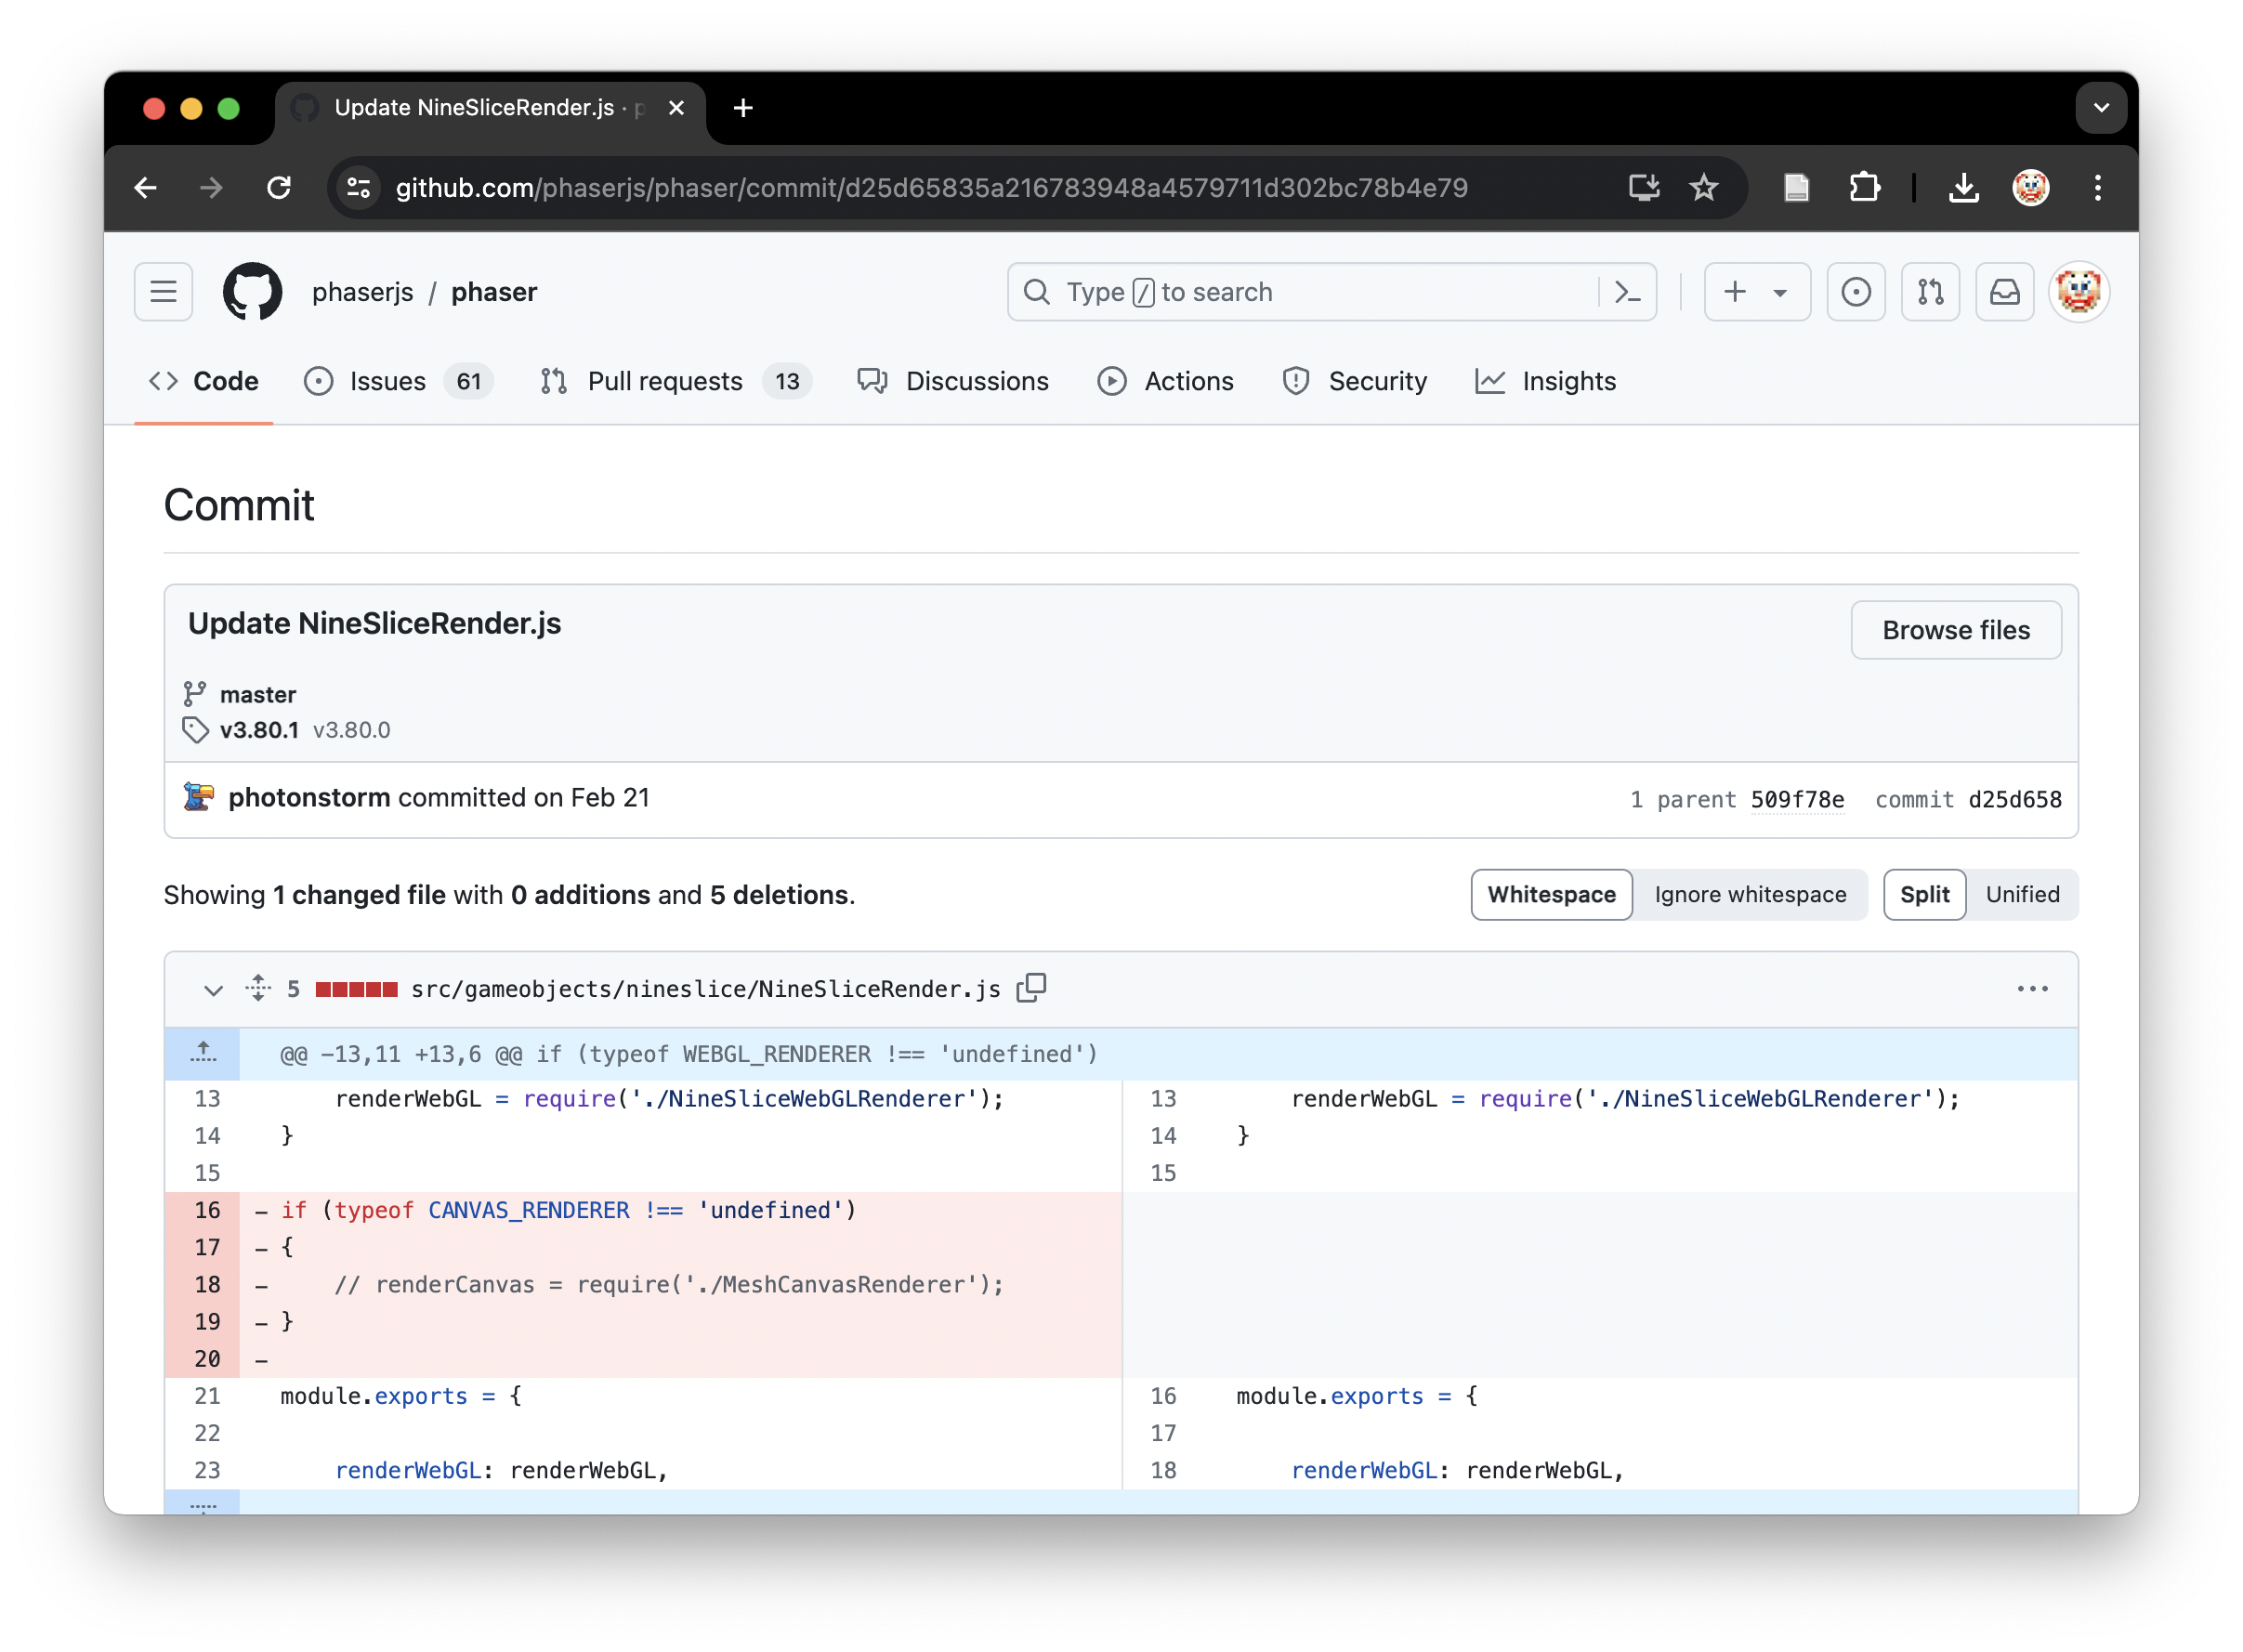 Update NineSliceRender.js · p
github.com/phaserjs/phaser/commit/d25d65835a216783948a4579711d302bc78b4e79
phaserjs / phaser
Type / to search
Code Issues 61 Pull requests 13 Discussions Actions Security Insights
Commit
Update NineSliceRender.js
Browse files
master
v3.80.1 v3.80.0
photonstorm committed on Feb 21
1 parent 509f78e commit d25d658
Showing 1 changed file with 0 additions and 5 deletions.
Whitespace Ignore whitespace Split Unified
5 src/gameobjects/nineslice/NineSliceRender.js
@@ -13,11 +13,6 @@ if (typeof WEBGL_RENDERER !== 'undefined')
13 renderWebGL = require('./NineSliceWebGLRenderer'); 13 renderWebGL = require('./NineSliceWebGLRenderer');
14 } 14 }
15 15
16 - if (typeof CANVAS_RENDERER !== 'undefined')
17 - {
18 - // renderCanvas = require('./MeshCanvasRenderer');
19 - }
20 -
21 module.exports = { 16 module.exports = {
22 17
23 renderWebGL: renderWebGL, 18 renderWebGL: renderWebGL,